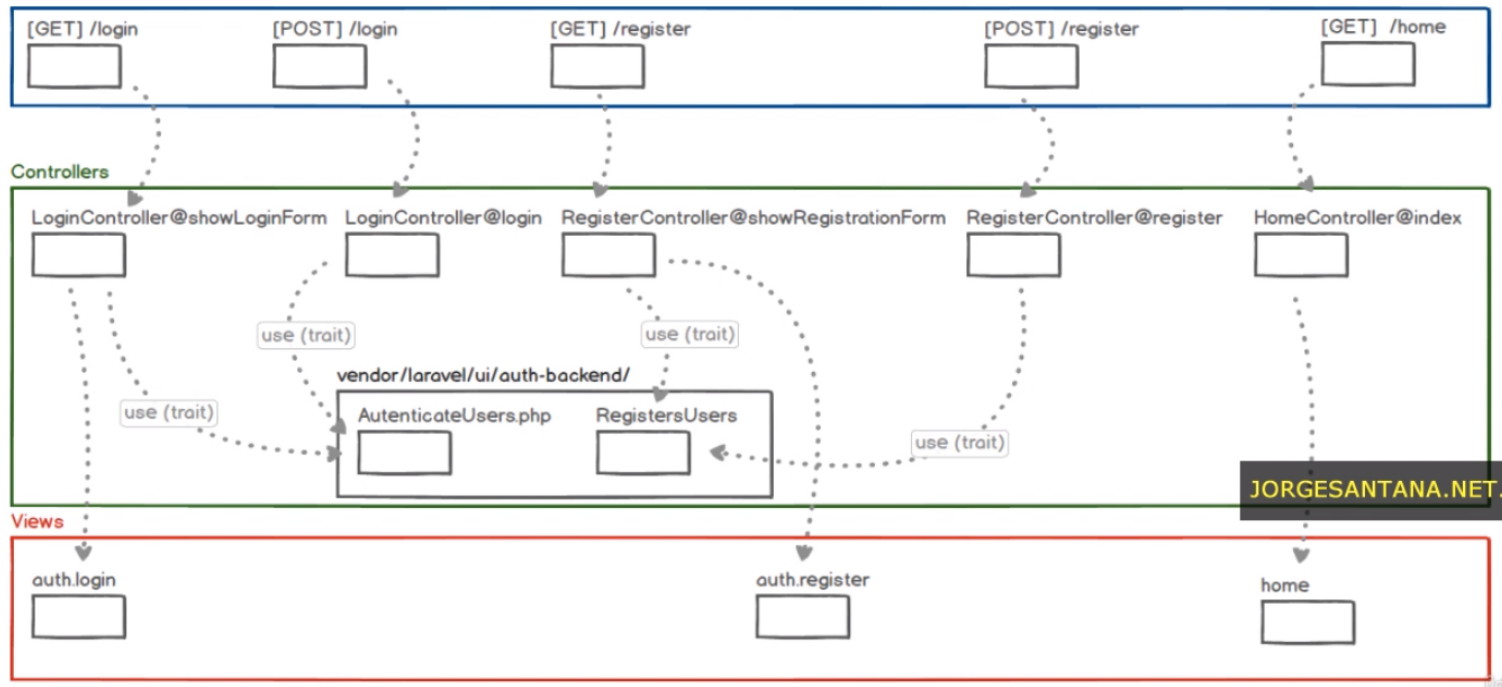 [GET] /login
[POST] /login
[GET] /register
[POST] /register
[GET] /home
Controllers
LoginController@showLoginForm
LoginController@login
RegisterController@showRegistrationForm
RegisterController@register
HomeController@index
use (trait)
use (trait)
vendor/laravel/ui/auth-backend/
use (trait)
AutenticateUsers.php
RegistersUsers
use (trait)
JORGESANTANA.NET.
Views
auth.login
auth.register
home